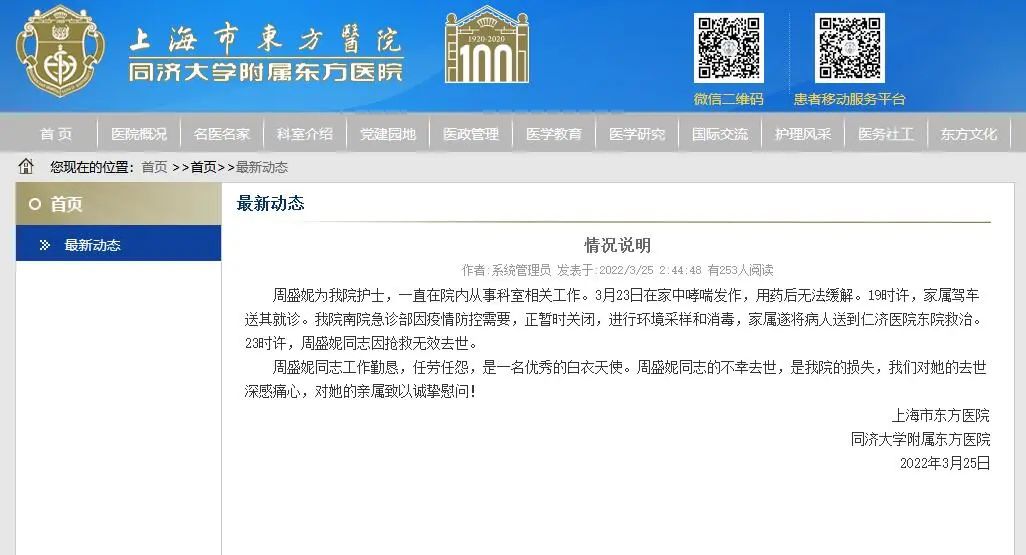 上海市東方醫院
同济大学附属东方医院
1920-2020
100
微信二维码
患者移动服务平台
首 页 医院概况 名医名家 科室介绍 党建园地 医政管理 医学教育 医学研究 国际交流 护理风采 医务社工 东方文化
您现在的位置：首页 >>首页>>最新动态
首页
最新动态
最新动态
情况说明
作者:系统管理员 发表于:2022/3/25 2:44:48 有253人阅读
周盛妮为我院护士，一直在院内从事科室相关工作。3月23日在家中哮喘发作，用药后无法缓解。19时许，家属驾车
送其就诊。我院南院急诊部因疫情防控需要，正暂时关闭，进行环境采样和消毒，家属遂将病人送到仁济医院东院救治。
23时许，周盛妮同志因抢救无效去世。
周盛妮同志工作勤恳，任劳任怨，是一名优秀的白衣天使。周盛妮同志的不幸去世，是我院的损失，我们对她的去世
深感痛心，对她的亲属致以诚挚慰问！
上海市东方医院
同济大学附属东方医院
2022年3月25日